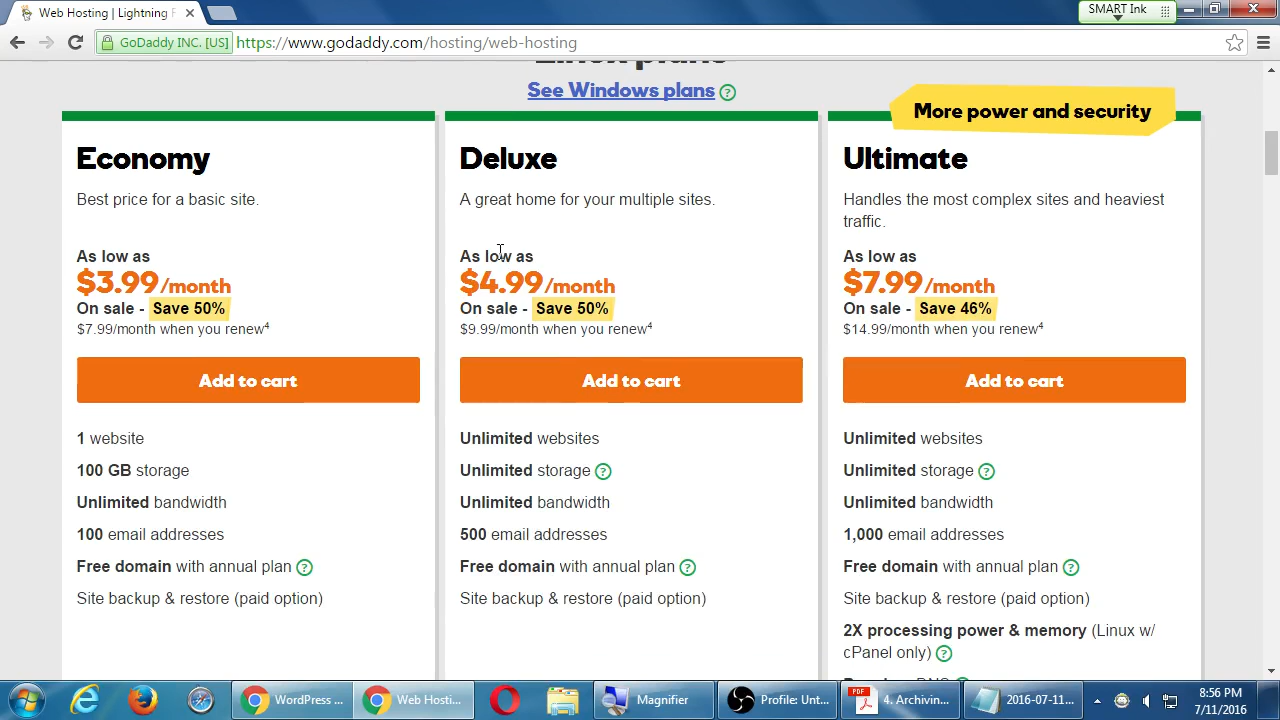 Web Hosting | Lightning F
SMART Ink
GoDaddy INC. [US]
https://www.godaddy.com/hosting/web-hosting
Linux plans
See Windows plans ?
More power and security
Economy
Best price for a basic site.
As low as
$3.99/month
On sale - Save 50%
$7.99/month when you renew4
Add to cart
1 website
100 GB storage
Unlimited bandwidth
100 email addresses
Free domain with annual plan ?
Site backup & restore (paid option)
Deluxe
A great home for your multiple sites.
As low as
$4.99/month
On sale - Save 50%
$9.99/month when you renew4
Add to cart
Unlimited websites
Unlimited storage ?
Unlimited bandwidth
500 email addresses
Free domain with annual plan ?
Site backup & restore (paid option)
Ultimate
Handles the most complex sites and heaviest
traffic.
As low as
$7.99/month
On sale - Save 46%
$14.99/month when you renew4
Add to cart
Unlimited websites
Unlimited storage ?
Unlimited bandwidth
1,000 email addresses
Free domain with annual plan ?
Site backup & restore (paid option)
2X processing power & memory (Linux w/
cPanel only) ?
WordPress ...
Web Hosti...
Magnifier
Profile: Unt...
PDF
4. Archivin...
2016-07-11...
8:56 PM
7/11/2016